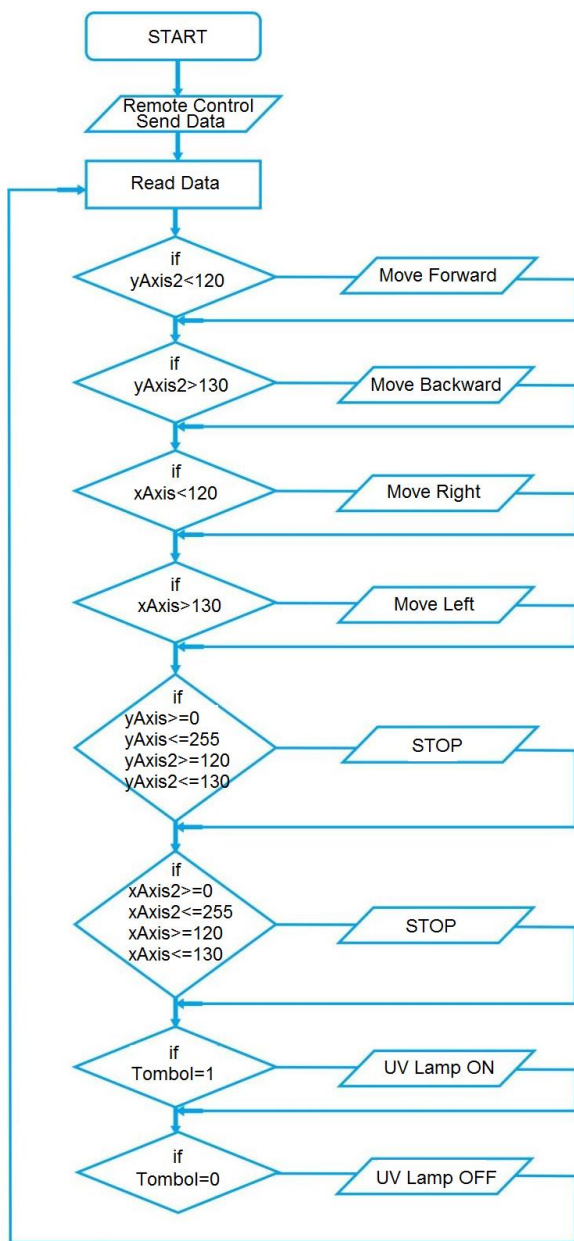 START
Remote Control
Send Data
Read Data
if
yAxis2<120
Move Forward
if
yAxis2>130
Move Backward
if
xAxis<120
Move Right
if
xAxis>130
Move Left
if
yAxis>=0
yAxis<=255
yAxis2>=120
yAxis2<=130
STOP
if
xAxis2>=0
xAxis2<=255
xAxis>=120
xAxis<=130
STOP
if
Tombol=1
UV Lamp ON
if
Tombol=0
UV Lamp OFF